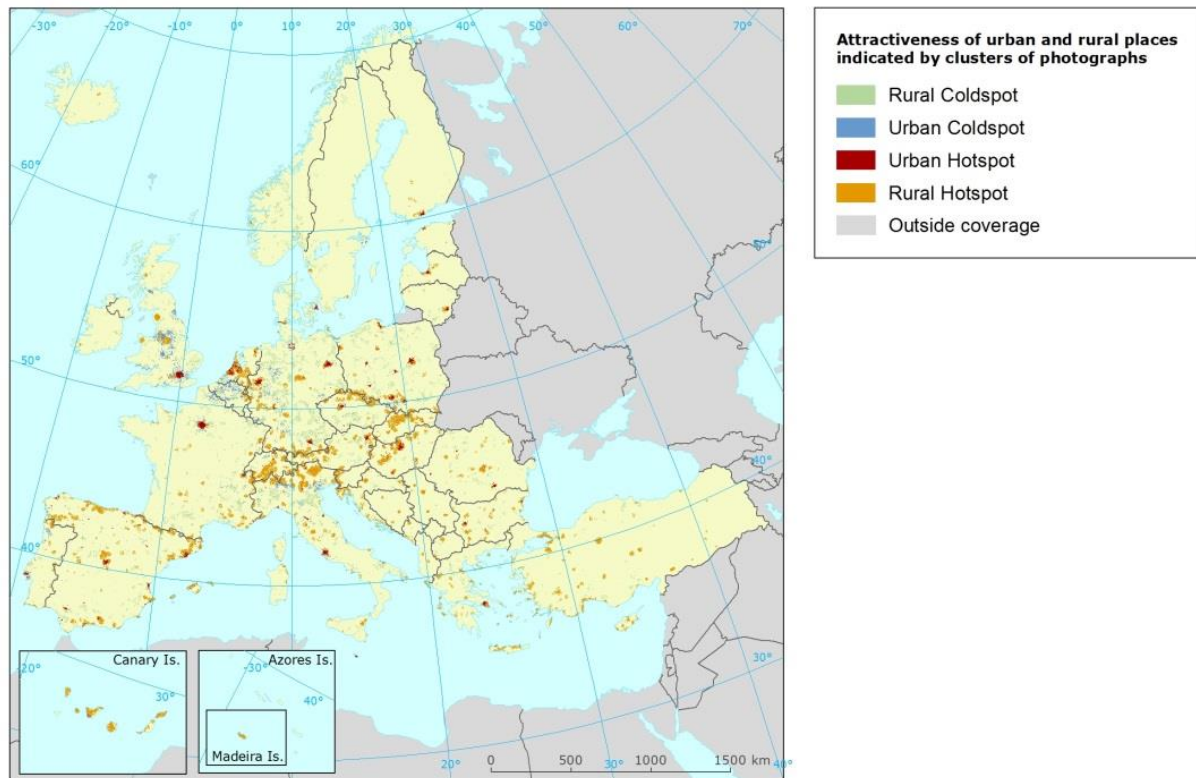 -30° -20° -10° 0° 10° 20° 30° 40° 50° 60° 70°
60°
50°
40°
50°
60°
40°
30°
20° 30° 40°
Canary Is.
-20°
30°
Azores Is.
-30°
40°
Madeira Is.
0 500 1000 1500 km
Attractiveness of urban and rural places
indicated by clusters of photographs
Rural Coldspot
Urban Coldspot
Urban Hotspot
Rural Hotspot
Outside coverage